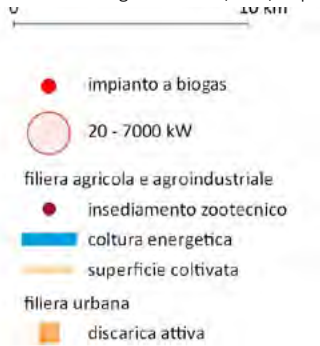 0 10 km
impianto a biogas
20 - 7000 kW
filiera agricola e agroindustriale
insediamento zootecnico
coltura energetica
superficie coltivata
filiera urbana
discarica attiva